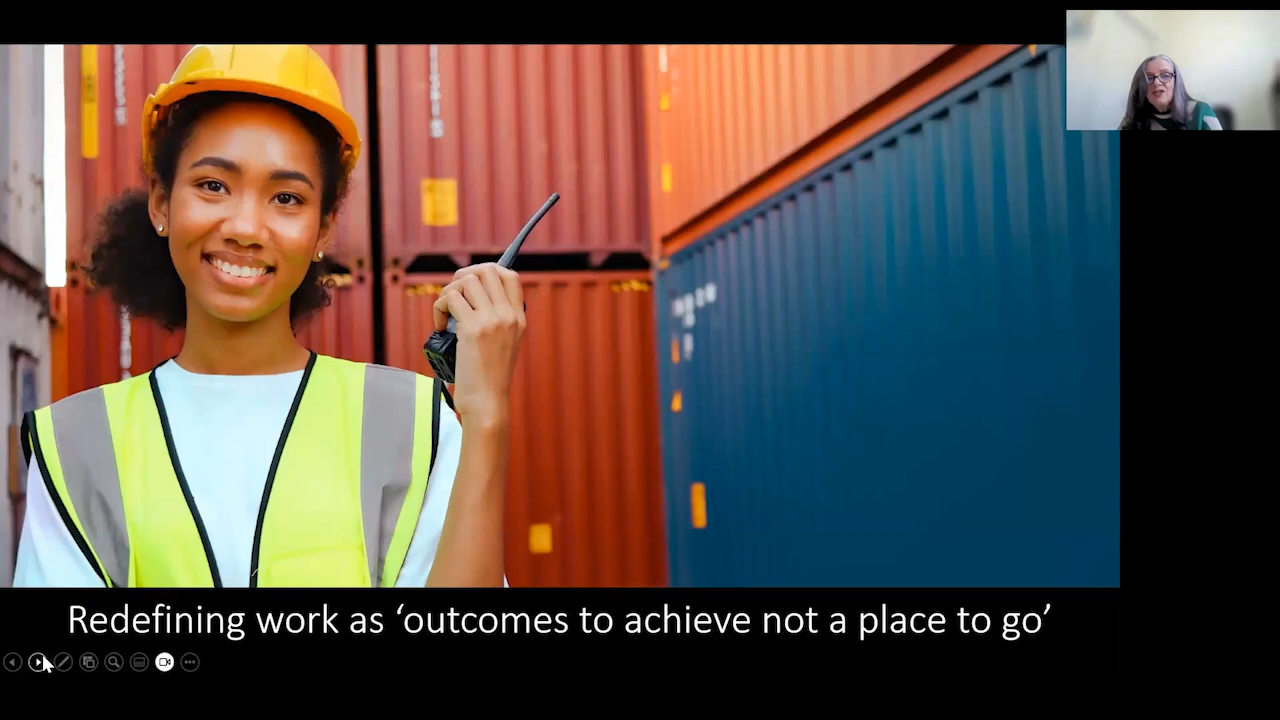 Redefining work as ‘outcomes to achieve not a place to go’